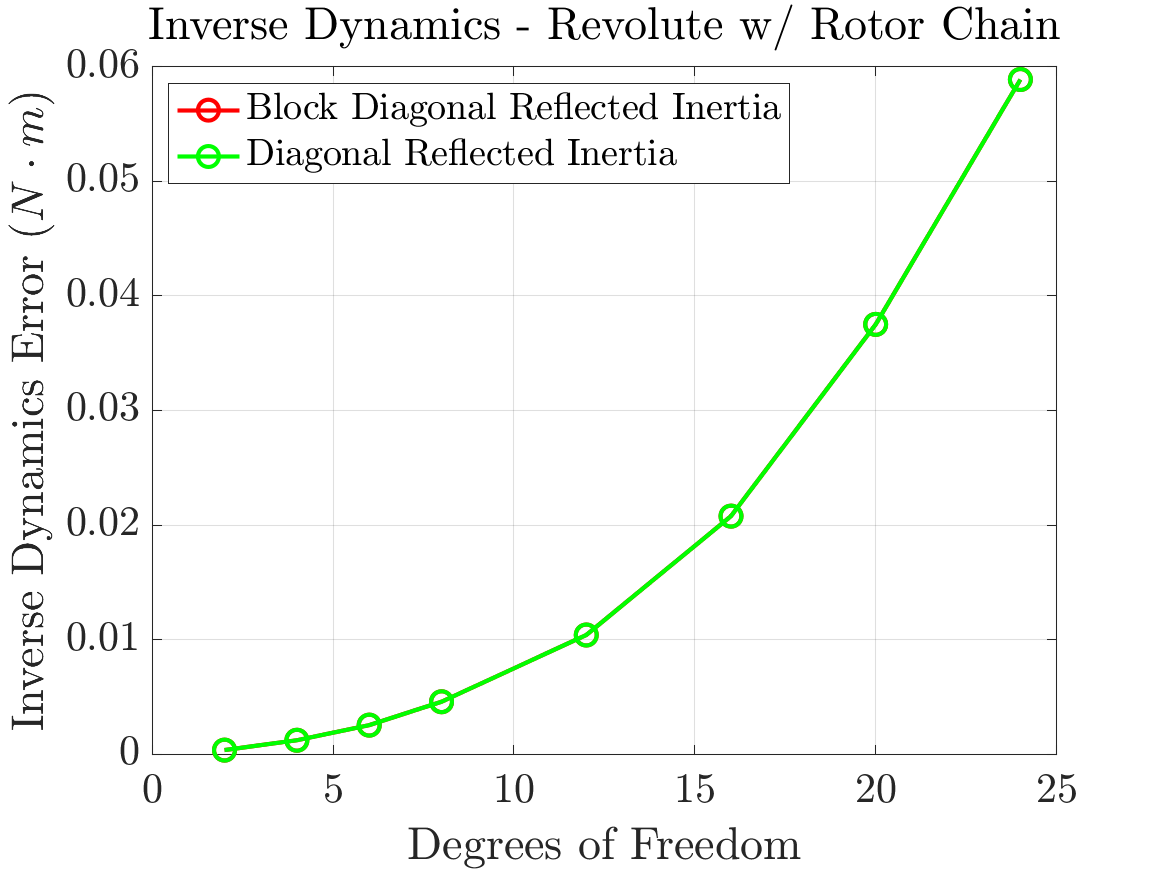 Inverse Dynamics - Revolute w/ Rotor Chain
Inverse Dynamics Error (N · m)
0.06
0.05
0.04
0.03
0.02
0.01
0
Block Diagonal Reflected Inertia
Diagonal Reflected Inertia
0 5 10 15 20 25
Degrees of Freedom